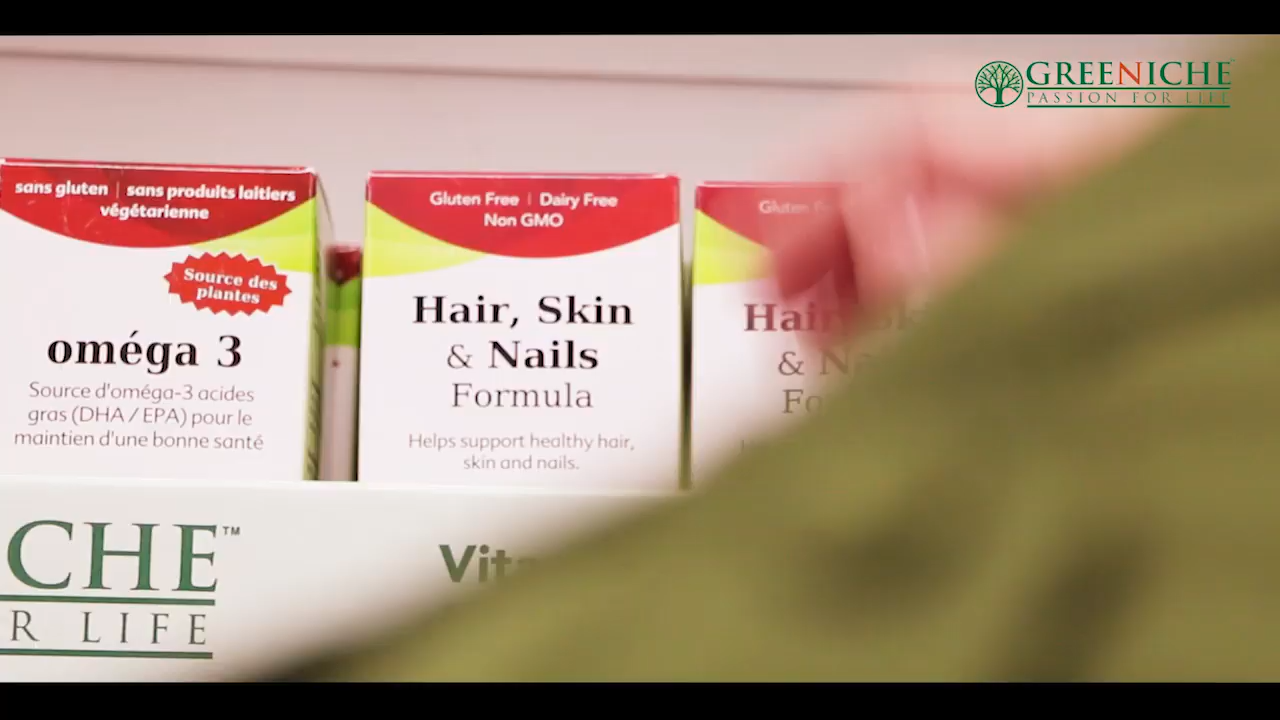 GREENICHE
PASSION FOR LIFE
sans gluten | sans produits laitiers
végétarienne
Source des
plantes
oméga 3
Source d'oméga-3 acides
gras (DHA / EPA) pour le
maintien d'une bonne santé
Gluten Free | Dairy Free
Non GMO
Hair, Skin
& Nails
Formula
Helps support healthy hair,
skin and nails.
Gluten
Hair,
&
CHE™
R LIFE